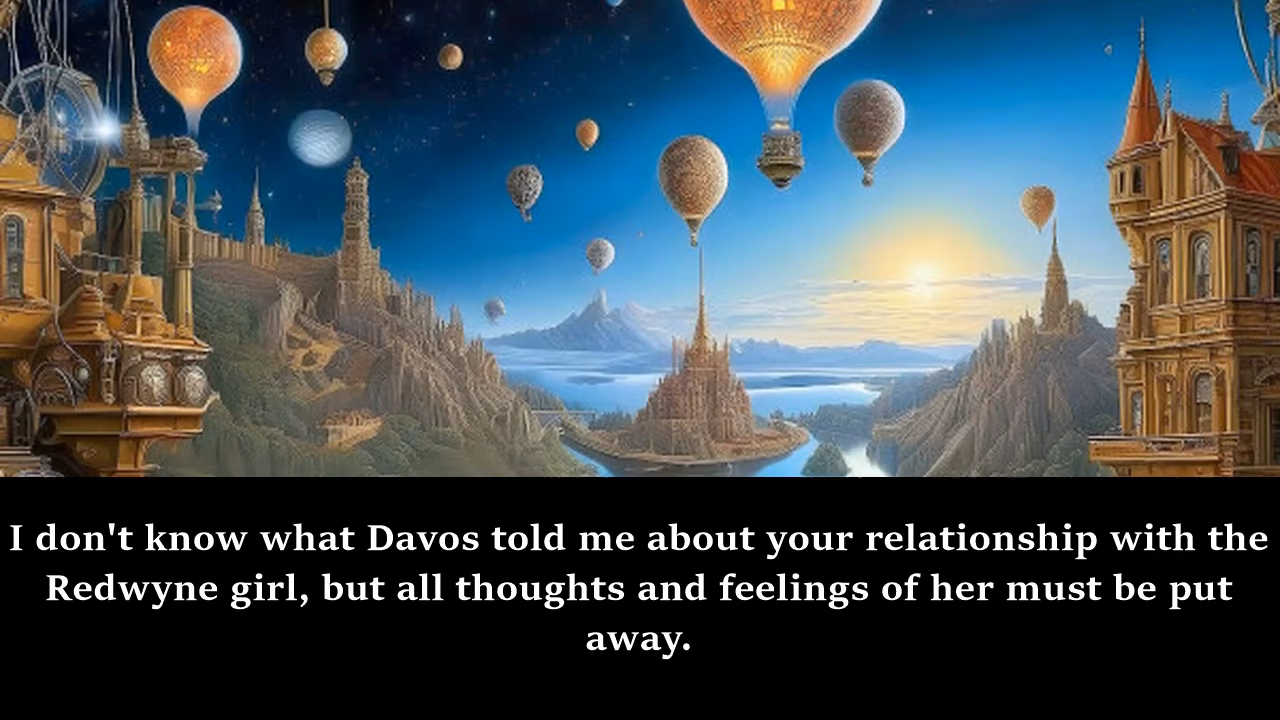 I don't know what Davos told me about your relationship with the
Redwyne girl, but all thoughts and feelings of her must be put
away.